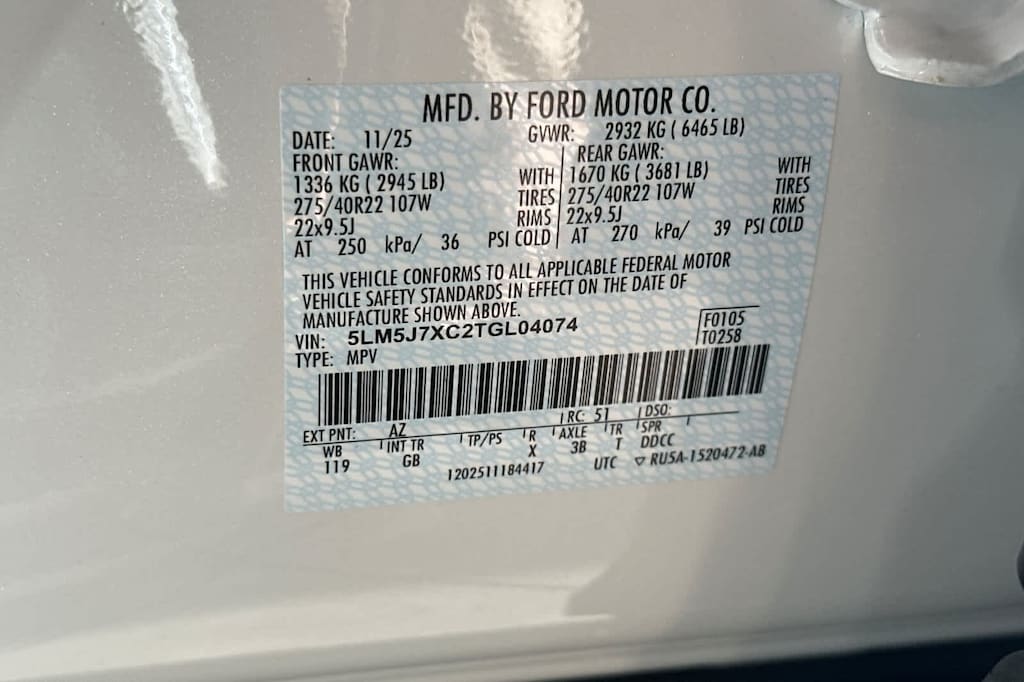 MFD. BY FORD MOTOR CO.
DATE: 11/25 GVWR: 2932 KG ( 6465 LB)
FRONT GAWR: REAR GAWR:
1336 KG ( 2945 LB) WITH 1670 KG ( 3681 LB) WITH
275/40R22 107W TIRES 275/40R22 107W TIRES
22x9.5J RIMS 22x9.5J RIMS
AT 250 kPa/ 36 PSI COLD AT 270 kPa/ 39 PSI COLD
THIS VEHICLE CONFORMS TO ALL APPLICABLE FEDERAL MOTOR
VEHICLE SAFETY STANDARDS IN EFFECT ON THE DATE OF
MANUFACTURE SHOWN ABOVE.
VIN: 5LM5J7XC2TGL04074 F0105
TYPE: MPV T0258
EXT PNT: AZ RC: 51 DSO:
WB INT TR TP/PS R AXLE TR SPR
119 GB X 3B T DDCC
1202511184417 UTC ▽ RU5A-1520472-AB